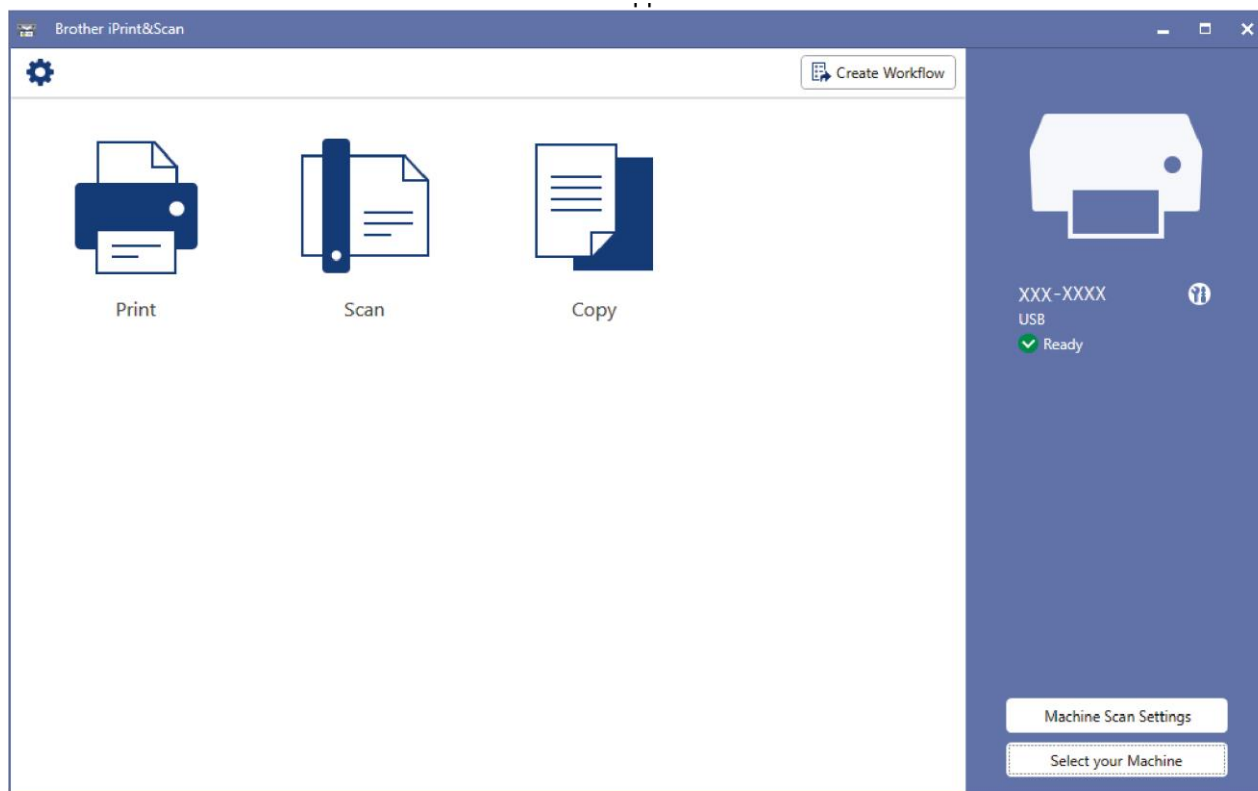 Brother iPrint&Scan
Create Workflow
Print
Scan
Copy
XXX-XXXX
USB
Ready
Machine Scan Settings
Select your Machine